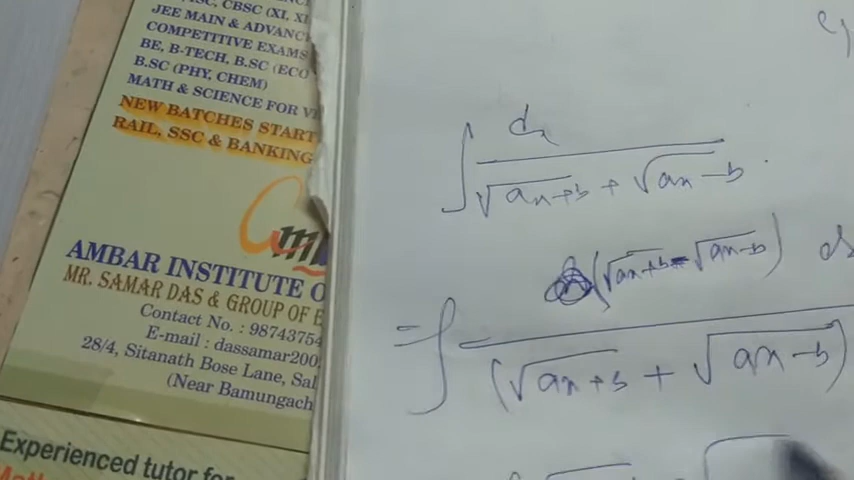 JEE MAIN & ADVANC
COMPETITIVE EXAMS
BE, B-TECH, B.SC (ECO
B.SC (PHY, CHEM)
MATH & SCIENCE FOR
NEW BATCHES START
RAIL, SSC & BANKING
AMBAR INSTITUTE O
MR. SAMAR DAS & GROUP OF E
Contact No. : 98743754
E-mail : dassamar200
28/4, Sitanath Bose Lane, Sal
(Near Bamungach
Experienced tutor for
∫ dx / (√(ax+b) + √(ax-b))
= ∫ (√(ax+b) - √(ax-b)) d / (√(ax+b) + √(ax-b))